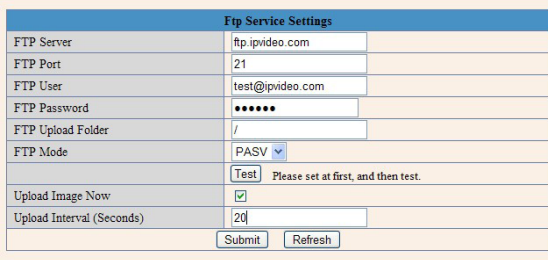 Ftp Service Settings
FTP Server ftp.ipvideo.com
FTP Port 21
FTP User test@ipvideo.com
FTP Password ••••••
FTP Upload Folder /
FTP Mode PASV
Test Please set at first, and then test.
Upload Image Now
Upload Interval (Seconds) 20
Submit Refresh